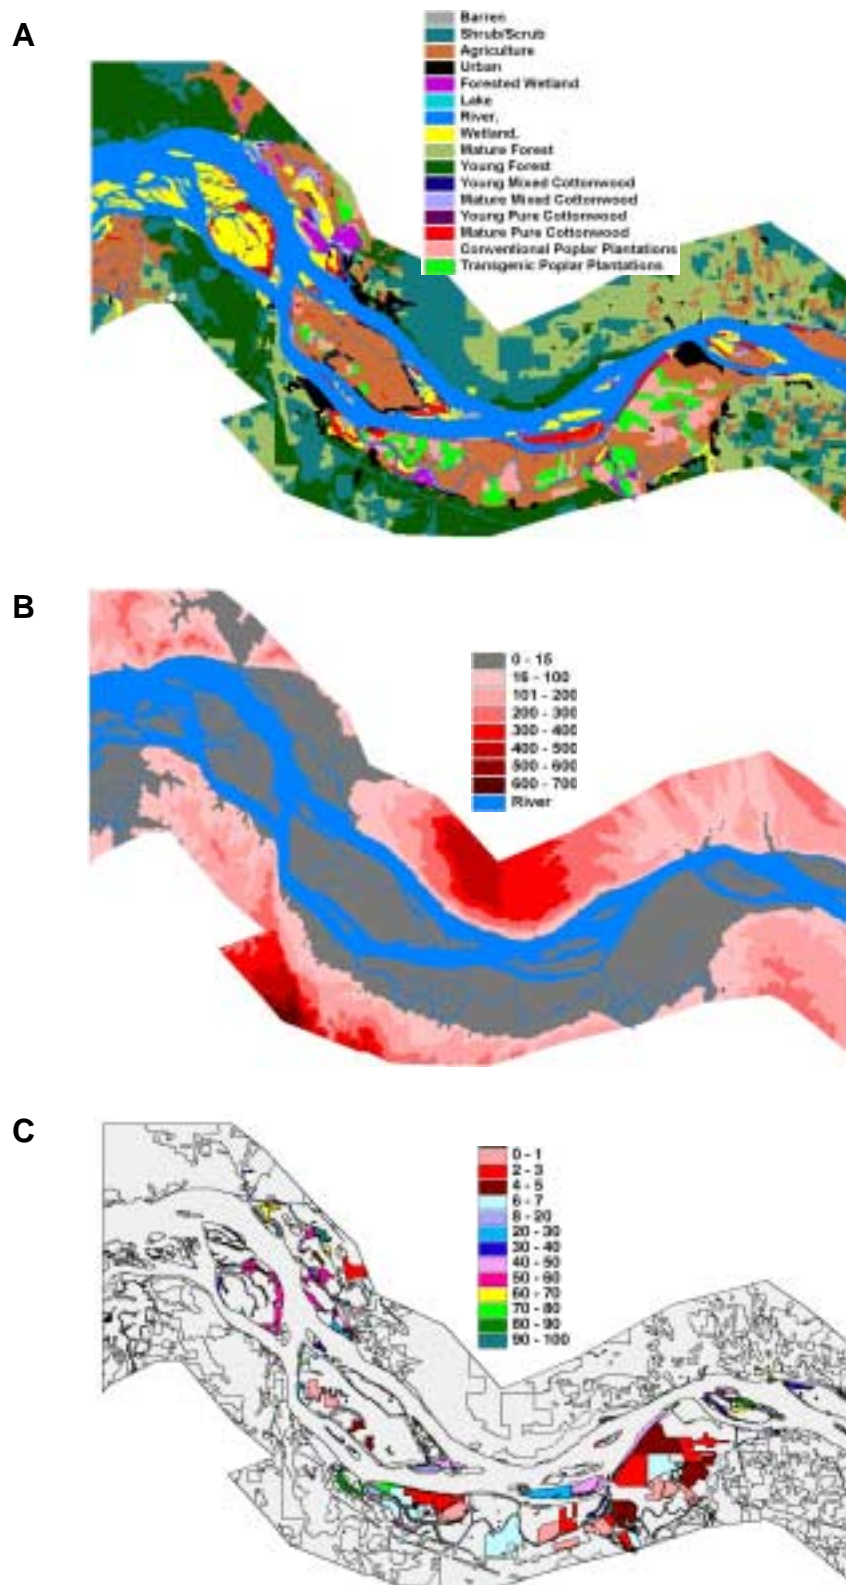 A
Barren
Shrub/Scrub
Agriculture
Urban
Forested Wetland
Lake
River,
Wetland,
Mature Forest
Young Forest
Young Mixed Cottonwood
Mature Mixed Cottonwood
Young Pure Cottonwood
Mature Pure Cottonwood
Conventional Poplar Plantations
Transgenic Poplar Plantations
B
0 - 15
16 - 100
101 - 200
200 - 300
300 - 400
400 - 500
500 - 600
600 - 700
River
C
0 - 1
2 - 3
4 - 5
6 - 7
8 - 20
20 - 30
30 - 40
40 - 50
50 - 60
60 - 70
70 - 80
80 - 90
90 - 100